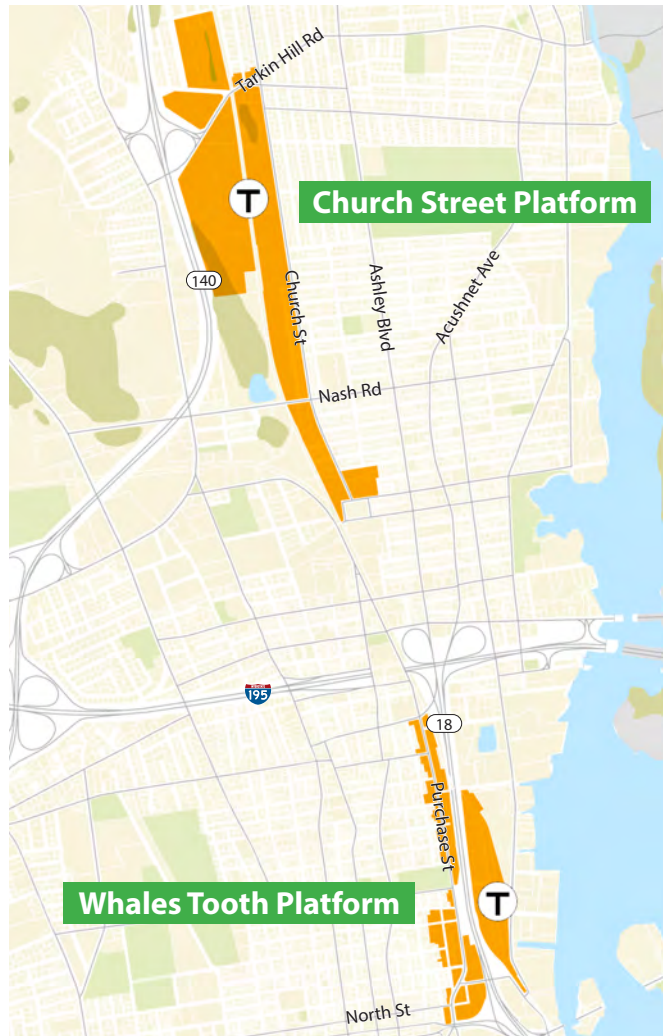 Tarkin Hill Rd
T
Church Street Platform
140
Church St
Ashley Blvd
Acushnet Ave
Nash Rd
195
18
Purchase St
Whales Tooth Platform
T
North St